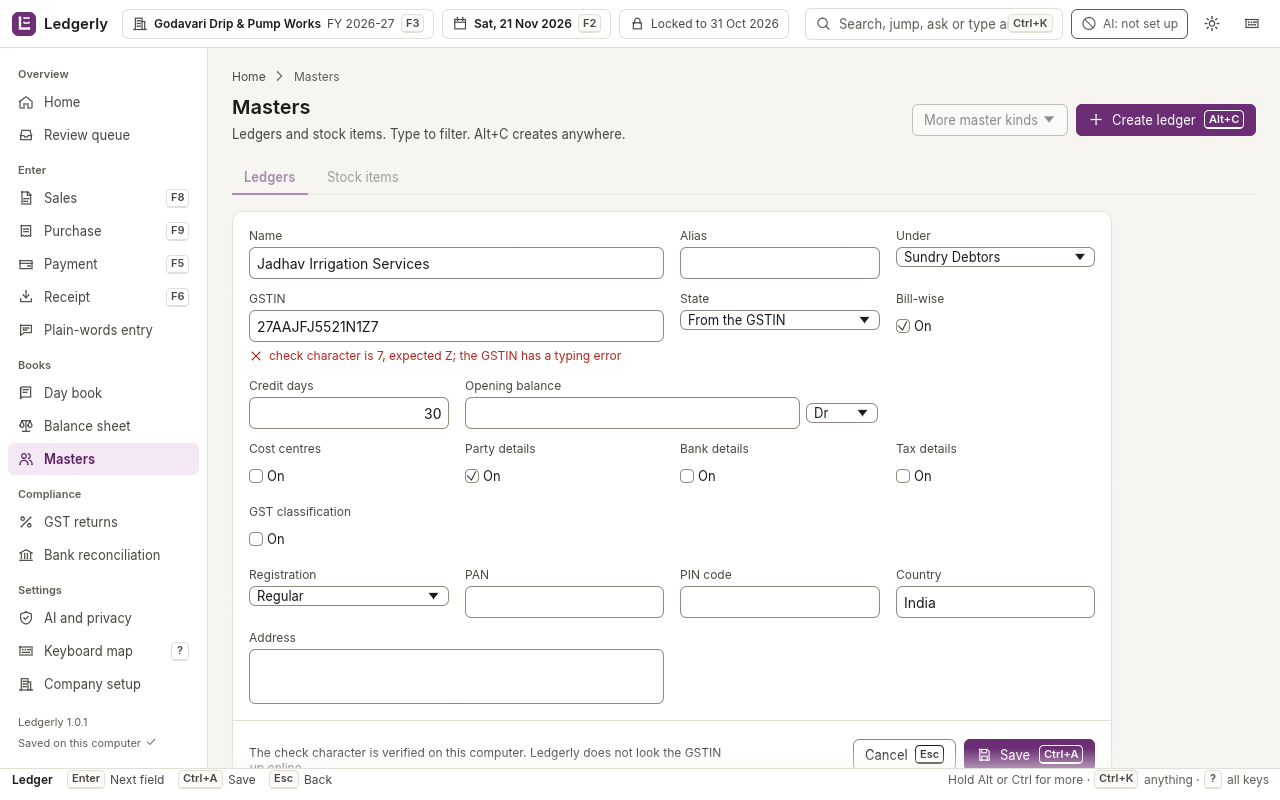 Ledgerly
Godavari Drip & Pump Works FY 2026-27 F3
Sat, 21 Nov 2026 F2
Locked to 31 Oct 2026
Search, jump, ask or type a Ctrl+K
AI: not set up
Overview
Home
Review queue
Enter
Sales F8
Purchase F9
Payment F5
Receipt F6
Plain-words entry
Books
Day book
Balance sheet
Masters
Compliance
GST returns
Bank reconciliation
Settings
AI and privacy
Keyboard map ?
Company setup
Ledgerly 1.0.1
Saved on this computer
Home Masters
Masters
Ledgers and stock items. Type to filter. Alt+C creates anywhere.
More master kinds
Create ledger Alt+C
Ledgers Stock items
Name Alias Under
Jadhav Irrigation Services Sundry Debtors
GSTIN State Bill-wise
27AAJFJ5521N1Z7 From the GSTIN On
check character is 7, expected Z; the GSTIN has a typing error
Credit days Opening balance
30 Dr
Cost centres Party details Bank details Tax details
On On On On
GST classification
On
Registration PAN PIN code Country
Regular India
Address
The check character is verified on this computer. Ledgerly does not look the GSTIN
up online.
Cancel Esc Save Ctrl+A
Ledger Enter Next field Ctrl+A Save Esc Back
Hold Alt or Ctrl for more · Ctrl+K anything · ? all keys